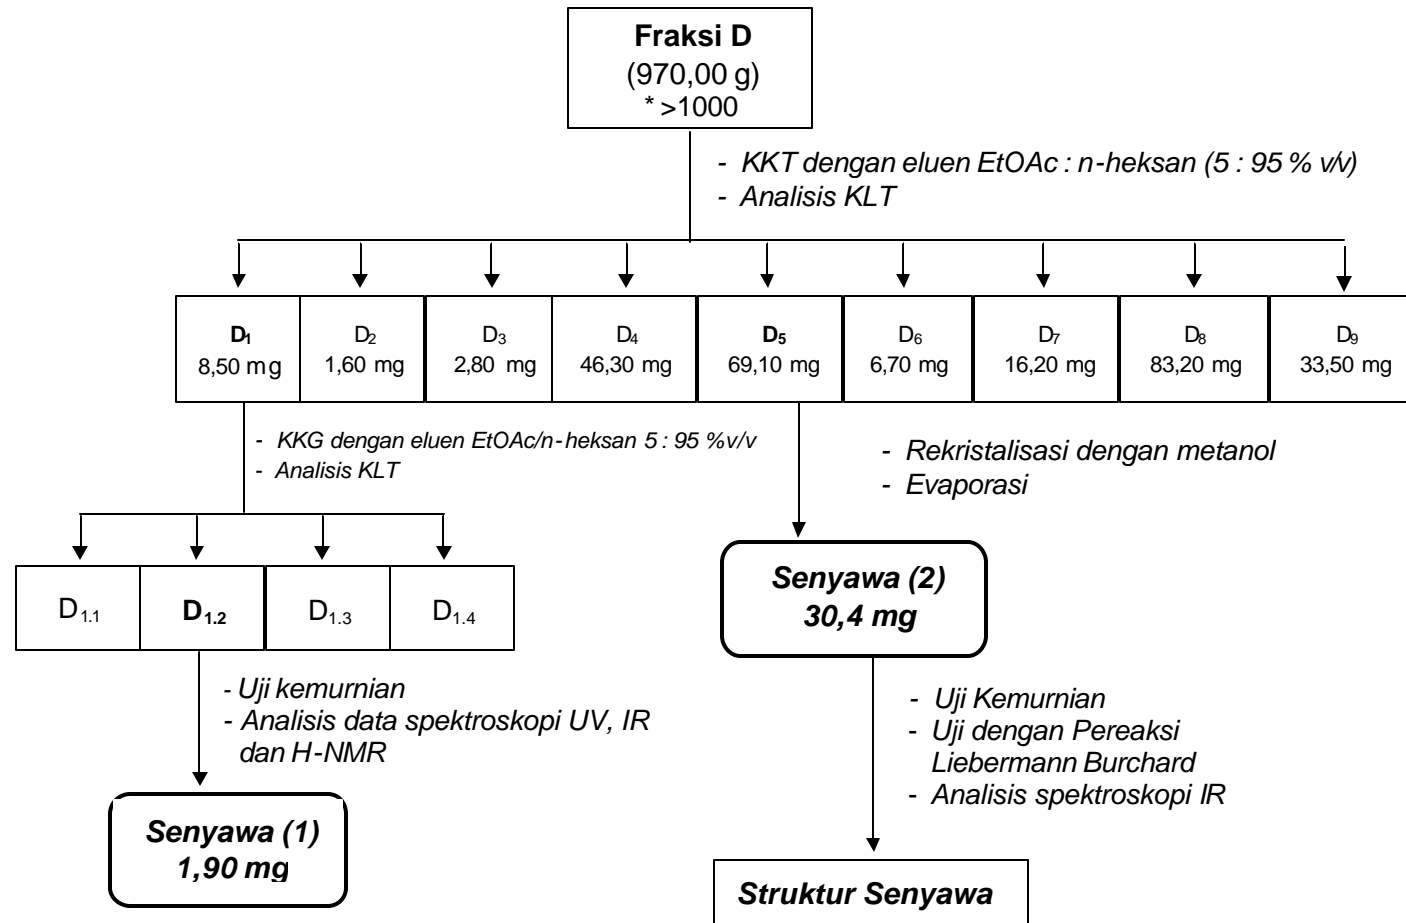 Fraksi D
(970,00 g)
* >1000
- KKT dengan eluen EtOAc : n-heksan (5 : 95 % v/v)
- Analisis KLT
D₁
8,50 mg
D₂
1,60 mg
D₃
2,80 mg
D₄
46,30 mg
D₅
69,10 mg
D₆
6,70 mg
D₇
16,20 mg
D₈
83,20 mg
D₉
33,50 mg
- KKG dengan eluen EtOAc/n-heksan 5 : 95 %v/v
- Analisis KLT
- Rekristalisasi dengan metanol
- Evaporasi
D₁.₁
D₁.₂
D₁.₃
D₁.₄
Senyawa (2)
30,4 mg
- Uji kemurnian
- Analisis data spektroskopi UV, IR
dan H-NMR
- Uji Kemurnian
- Uji dengan Pereaksi
Liebermann Burchard
- Analisis spektroskopi IR
Senyawa (1)
1,90 mg
Struktur Senyawa